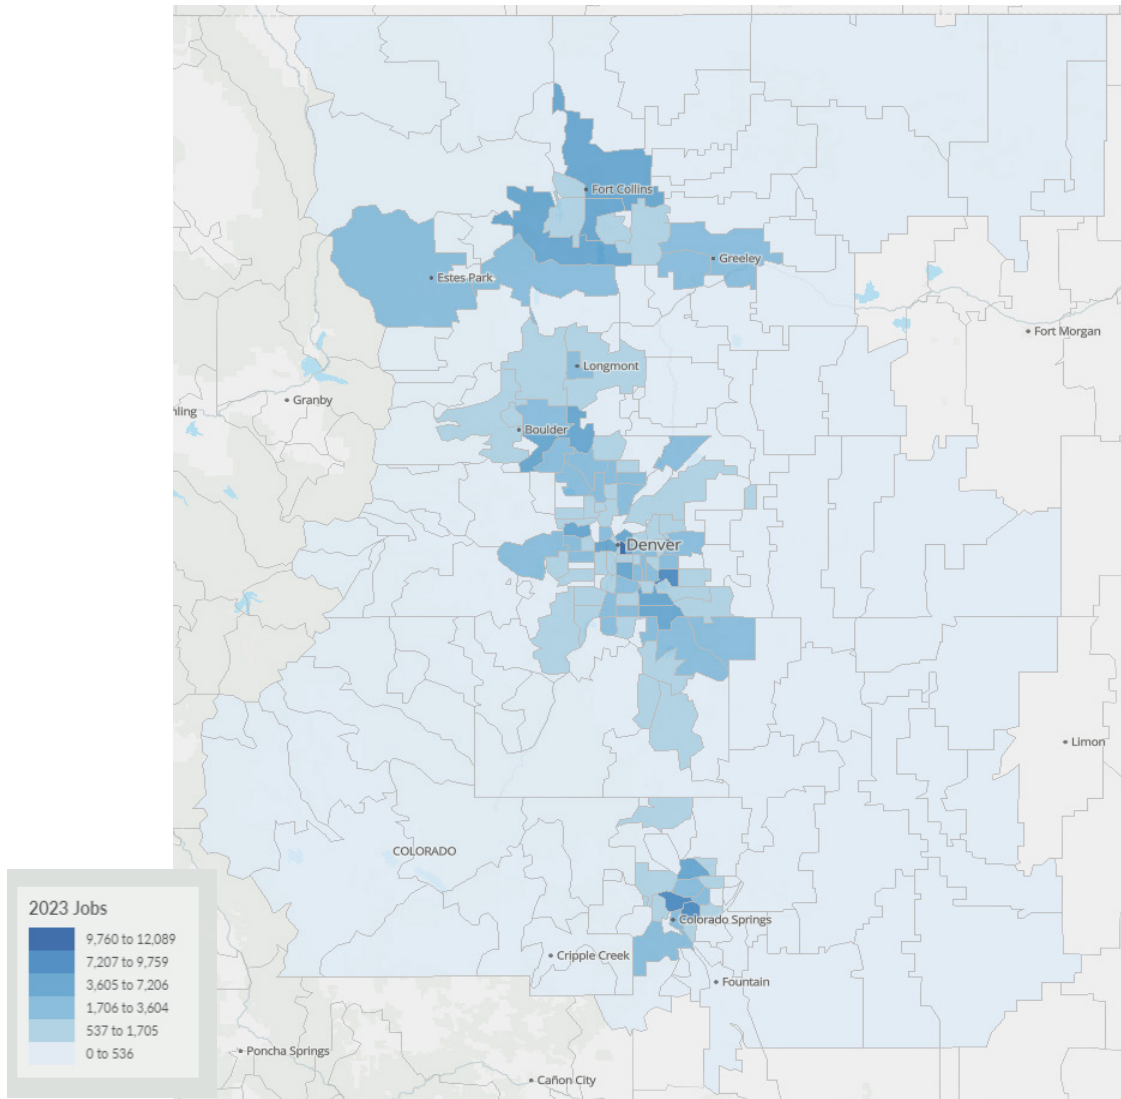 Fort Collins
Greeley
Estes Park
Fort Morgan
Longmont
Granby
Boulder
Denver
Limon
COLORADO
2023 Jobs
9,760 to 12,089
7,207 to 9,759
3,605 to 7,206
1,706 to 3,604
537 to 1,705
0 to 536
Colorado Springs
Cripple Creek
Fountain
Poncha Springs
Cañon City